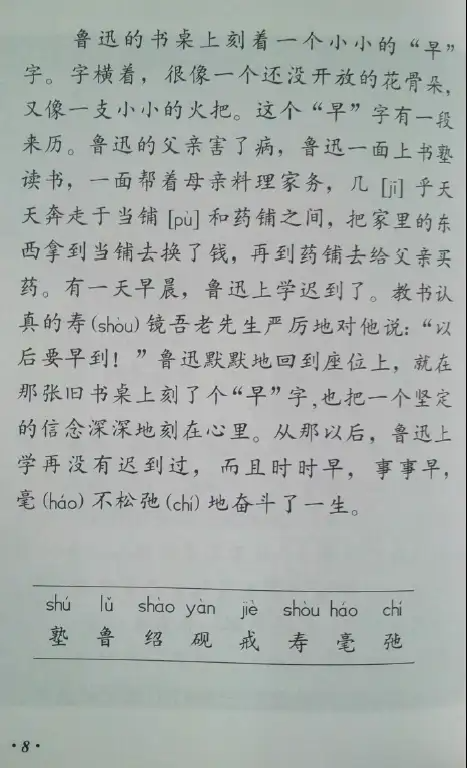 鲁迅的书桌上刻着一个小小的“早”
字。字横着，很像一个还没开放的花骨朵，
又像一支小小的火把。这个“早”字有一段
来历。鲁迅的父亲害了病，鲁迅一面上书塾
读书，一面帮着母亲料理家务，几 [jī] 乎天
天奔走于当铺 [pù] 和药铺之间，把家里的东
西拿到当铺去换了钱，再到药铺去给父亲买
药。有一天早晨，鲁迅上学迟到了。教书认
真的寿(shòu)镜吾老先生严厉地对他说：“以
后要早到！”鲁迅默默地回到座位上，就在
那张旧书桌上刻了个“早”字，也把一个坚定
的信念深深地刻在心里。从那以后，鲁迅上
学再没有迟到过，而且时时早，事事早，
毫(háo)不松弛(chí)地奋斗了一生。
shú lǔ shào yàn jiè shòu háo chí
塾 鲁 绍 砚 戒 寿 毫 弛
·8·